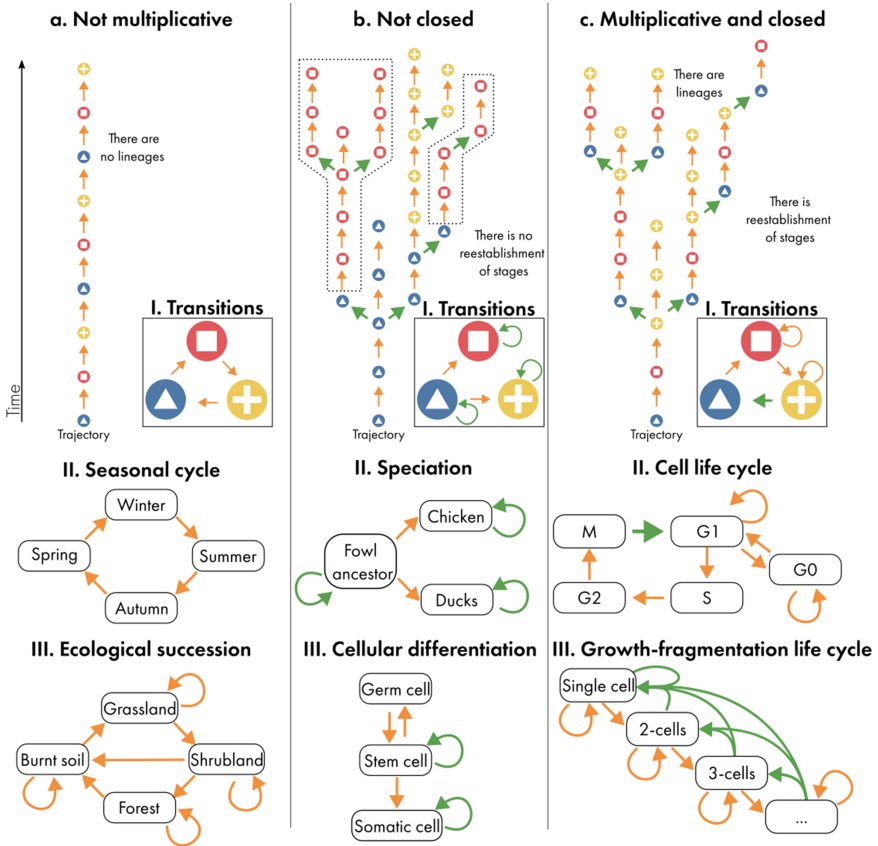 a. Not multiplicative
Time
There are
no lineages
Trajectory
I. Transitions
II. Seasonal cycle
Winter
Spring
Summer
Autumn
III. Ecological succession
Grassland
Burnt soil
Shrubland
Forest
b. Not closed
There is no
reestablishment
of stages
Trajectory
I. Transitions
II. Speciation
Chicken
Fowl
ancestor
Ducks
III. Cellular differentiation
Germ cell
Stem cell
Somatic cell
c. Multiplicative and closed
There are
lineages
There is
reestablishment
of stages
Trajectory
I. Transitions
II. Cell life cycle
M
G1
G0
G2
S
III. Growth-fragmentation life cycle
Single cell
2-cells
3-cells
...